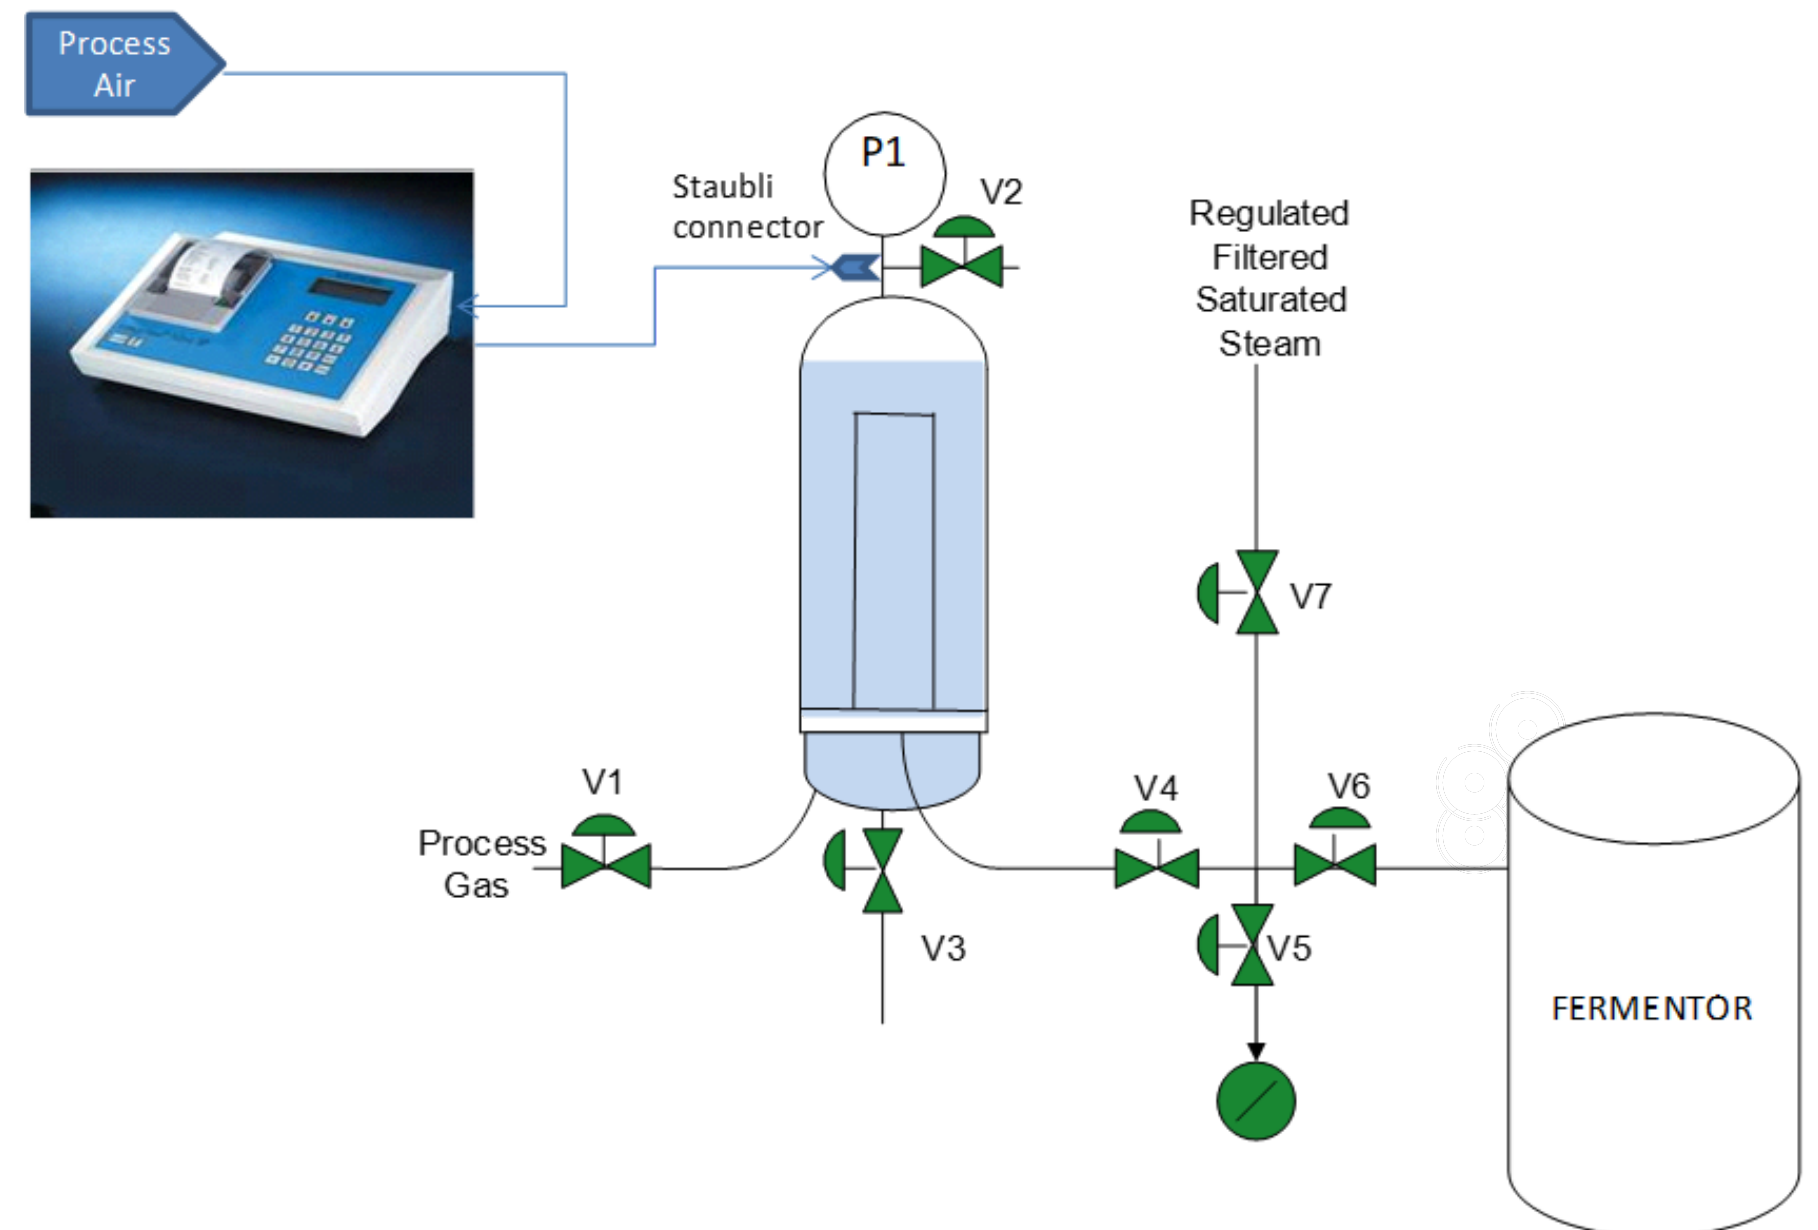 Process
Air
P1
Staubli
connector
V2
Regulated
Filtered
Saturated
Steam
V7
V1
Process
Gas
V3
V4
V6
V5
FERMENTOR